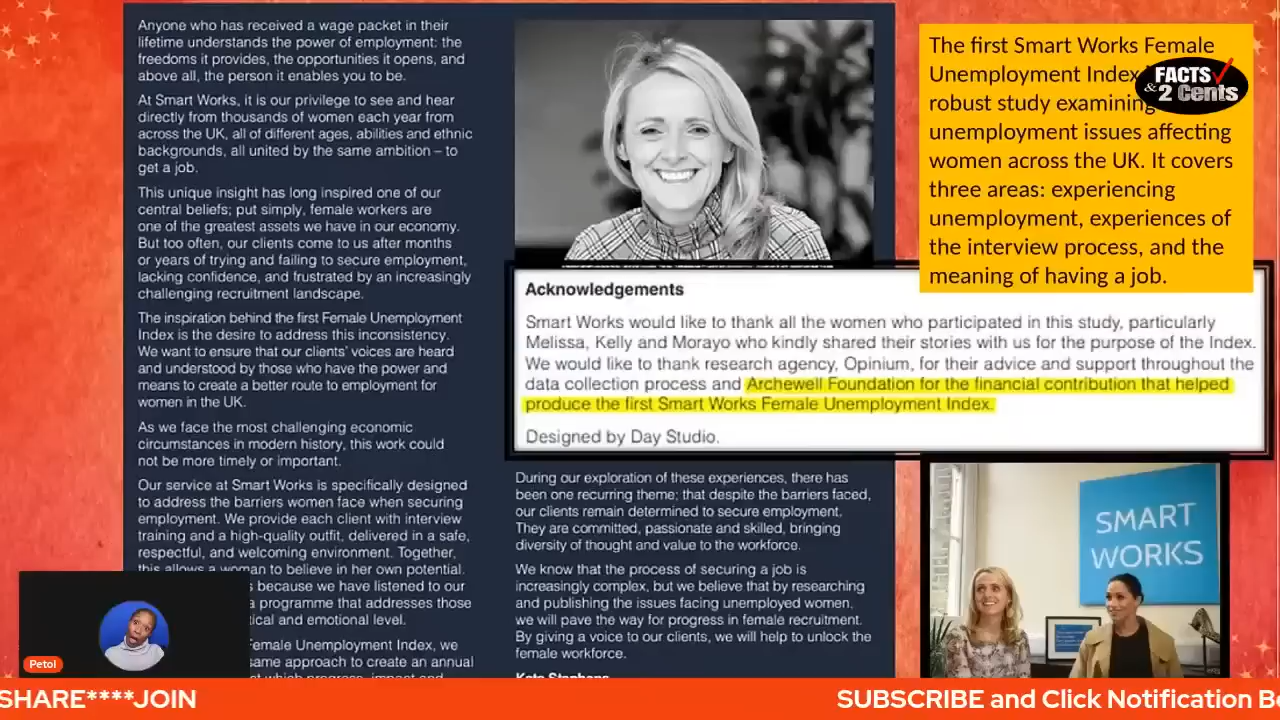 Anyone who has received a wage packet in their
lifetime understands the power of employment: the
freedoms it provides, the opportunities it opens, and
above all, the person it enables you to be.
At Smart Works, it is our privilege to see and hear
directly from thousands of women each year from
across the UK, all of different ages, abilities and ethnic
backgrounds, all united by the same ambition – to
get a job.
This unique insight has long inspired one of our
central beliefs; put simply, female workers are
one of the greatest assets we have in our economy.
But too often, our clients come to us after months
or years of trying and failing to secure employment,
lacking confidence, and frustrated by an increasingly
challenging recruitment landscape.
The inspiration behind the first Female Unemployment
Index is the desire to address this inconsistency.
We want to ensure that our clients' voices are heard
and understood by those who have the power and
means to create a better route to employment for
women in the UK.
As we face the most challenging economic
circumstances in modern history, this work could
not be more timely or important.
Our service at Smart Works is specifically designed
to address the barriers women face when securing
employment. We provide each client with interview
training and a high-quality outfit, delivered in a safe,
respectful, and welcoming environment. Together,
this allows a woman to believe in her own potential.
because we have listened to our
a programme that addresses those
and emotional level.
Female Unemployment Index, we
same approach to create an annual
The first Smart Works Female
Unemployment Index
robust study examining
unemployment issues affecting
women across the UK. It covers
three areas: experiencing
unemployment, experiences of
the interview process, and the
meaning of having a job.
FACTS
& 2 Cents
Acknowledgements
Smart Works would like to thank all the women who participated in this study, particularly
Melissa, Kelly and Morayo who kindly shared their stories with us for the purpose of the Index.
We would like to thank research agency, Opinium, for their advice and support throughout the
data collection process and Archewell Foundation for the financial contribution that helped
produce the first Smart Works Female Unemployment Index.
Designed by Day Studio.
During our exploration of these experiences, there has
been one recurring theme; that despite the barriers faced,
our clients remain determined to secure employment.
They are committed, passionate and skilled, bringing
diversity of thought and value to the workforce.
We know that the process of securing a job is
increasingly complex, but we believe that by researching
and publishing the issues facing unemployed women,
we will pave the way for progress in female recruitment.
By giving a voice to our clients, we will help to unlock the
female workforce.
SMART
WORKS
Petol
SHARE****JOIN
SUBSCRIBE and Click Notification